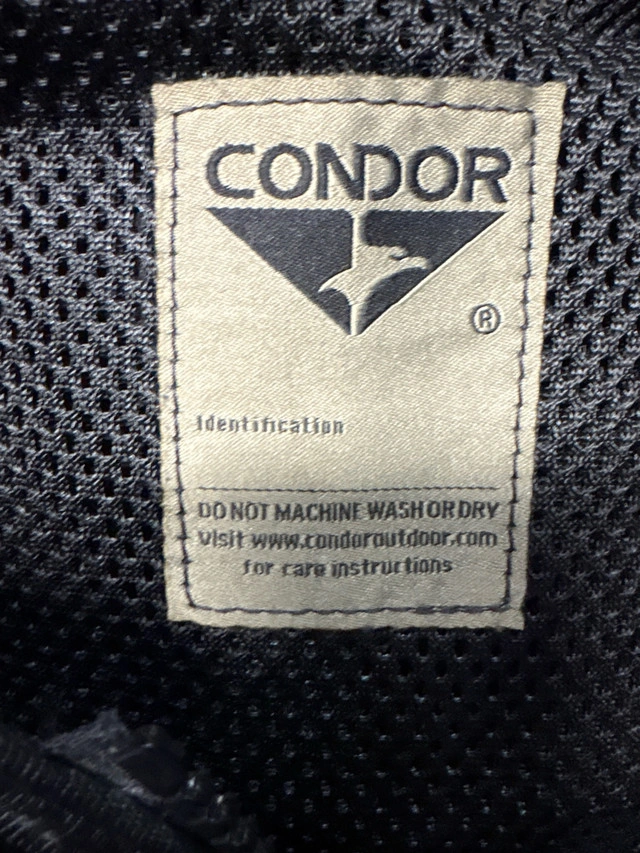 CONDOR
®
Identification
DO NOT MACHINE WASH OR DRY
visit www.condoroutdoor.com
for care instructions